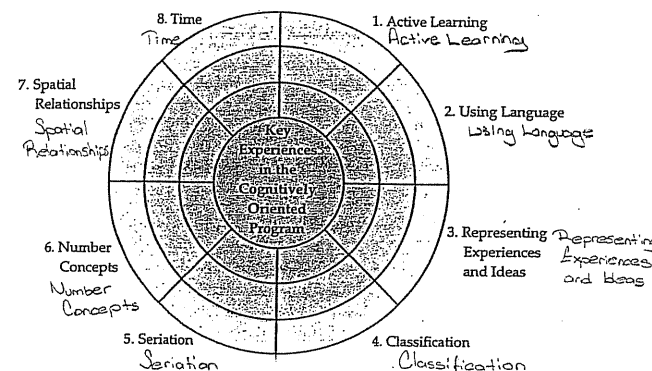 8. Time
Time
1. Active Learning
Active Learning
7. Spatial
Relationships
Spatial
Relationships
2. Using Language
Using Language
Key
Experiences
in the
Cognitively
Oriented
Program
3. Representing
Experiences
and Ideas
Representin
Experiences
and Ideas
6. Number
Concepts
Number
Concepts
5. Seriation
Seriation
4. Classification
Classification